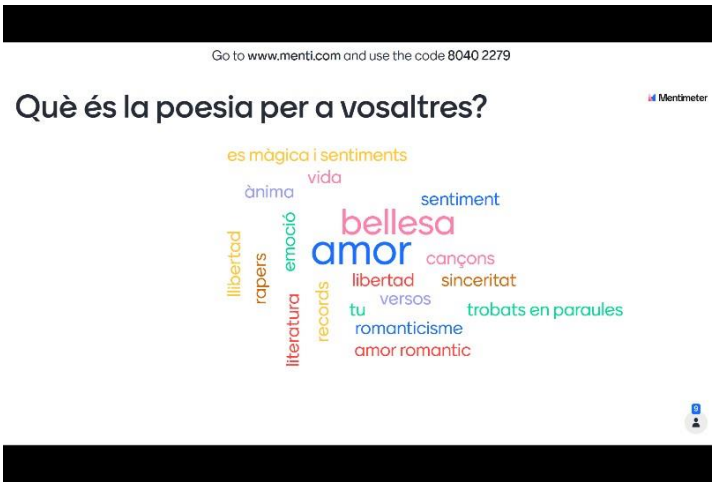 Go to www.menti.com and use the code 8040 2279
Què és la poesia per a vosaltres?
Mentimeter
es màgica i sentiments
vida
ànima
sentiment
bellesa
emoció
llibertad
rapers
amor
cançons
libertad
sinceritat
records
versos
literatura
tu
trobats en paraules
romanticisme
amor romantic
9